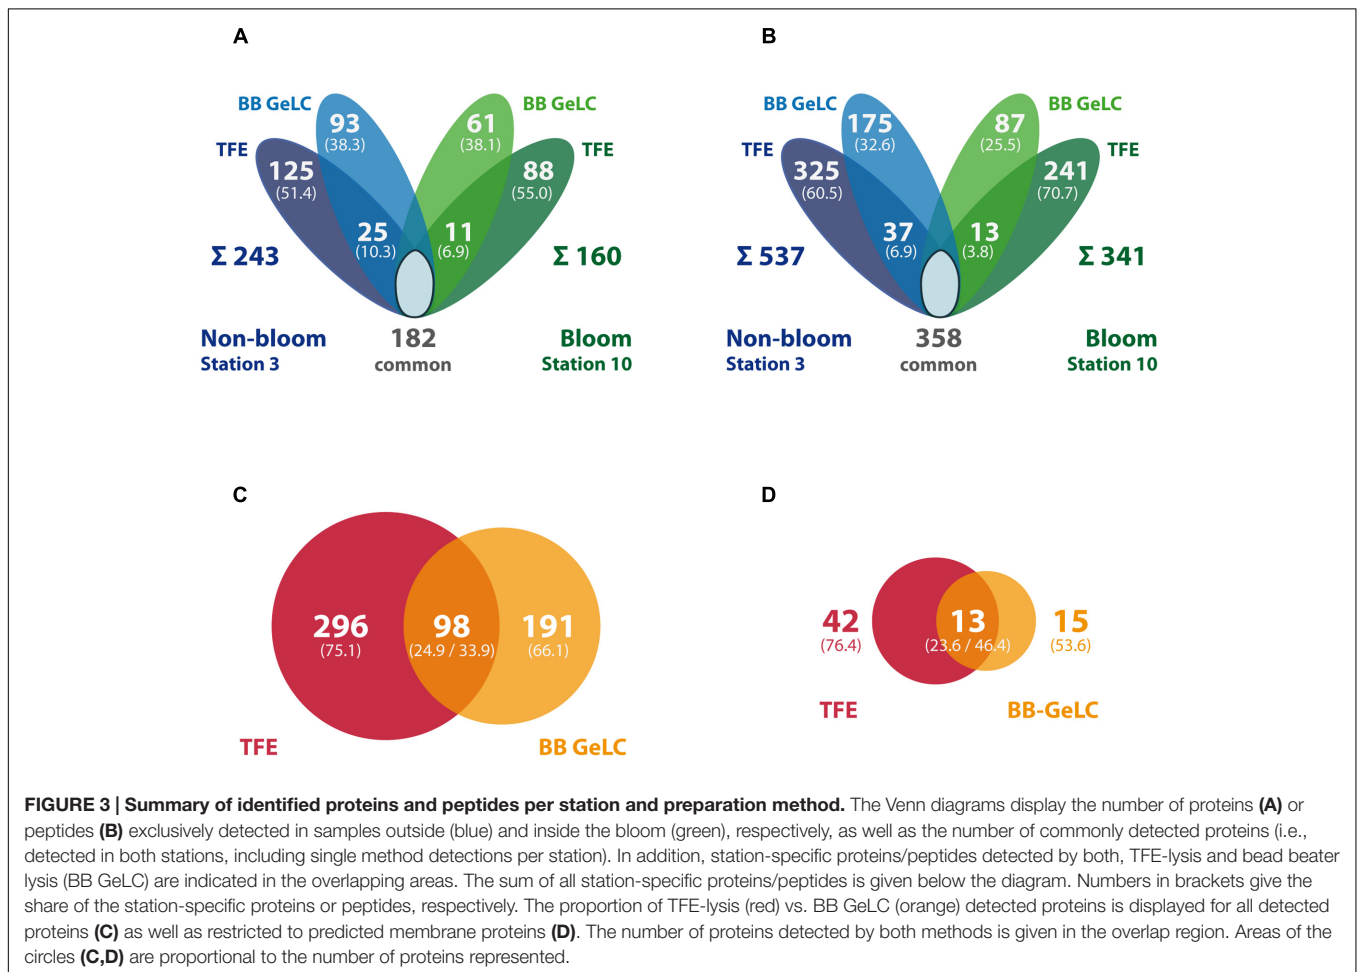 A
BB GeLC
93
(38.3)
61
(38.1)
BB GeLC
TFE
125
(51.4)
88
(55.0)
TFE
25
(10.3)
11
(6.9)
Σ 243
Σ 160
Non-bloom
Station 3
182
common
Bloom
Station 10
B
BB GeLC
175
(32.6)
87
(25.5)
BB GeLC
TFE
325
(60.5)
241
(70.7)
TFE
37
(6.9)
13
(3.8)
Σ 537
Σ 341
Non-bloom
Station 3
358
common
Bloom
Station 10
C
296
(75.1)
98
(24.9 / 33.9)
191
(66.1)
TFE
BB GeLC
D
42
(76.4)
13
(23.6 / 46.4)
15
(53.6)
TFE
BB-GeLC
FIGURE 3 | Summary of identified proteins and peptides per station and preparation method. The Venn diagrams display the number of proteins (A) or
peptides (B) exclusively detected in samples outside (blue) and inside the bloom (green), respectively, as well as the number of commonly detected proteins (i.e.,
detected in both stations, including single method detections per station). In addition, station-specific proteins/peptides detected by both, TFE-lysis and bead beater
lysis (BB GeLC) are indicated in the overlapping areas. The sum of all station-specific proteins/peptides is given below the diagram. Numbers in brackets give the
share of the station-specific proteins or peptides, respectively. The proportion of TFE-lysis (red) vs. BB GeLC (orange) detected proteins is displayed for all detected
proteins (C) as well as restricted to predicted membrane proteins (D). The number of proteins detected by both methods is given in the overlap region. Areas of the
circles (C,D) are proportional to the number of proteins represented.